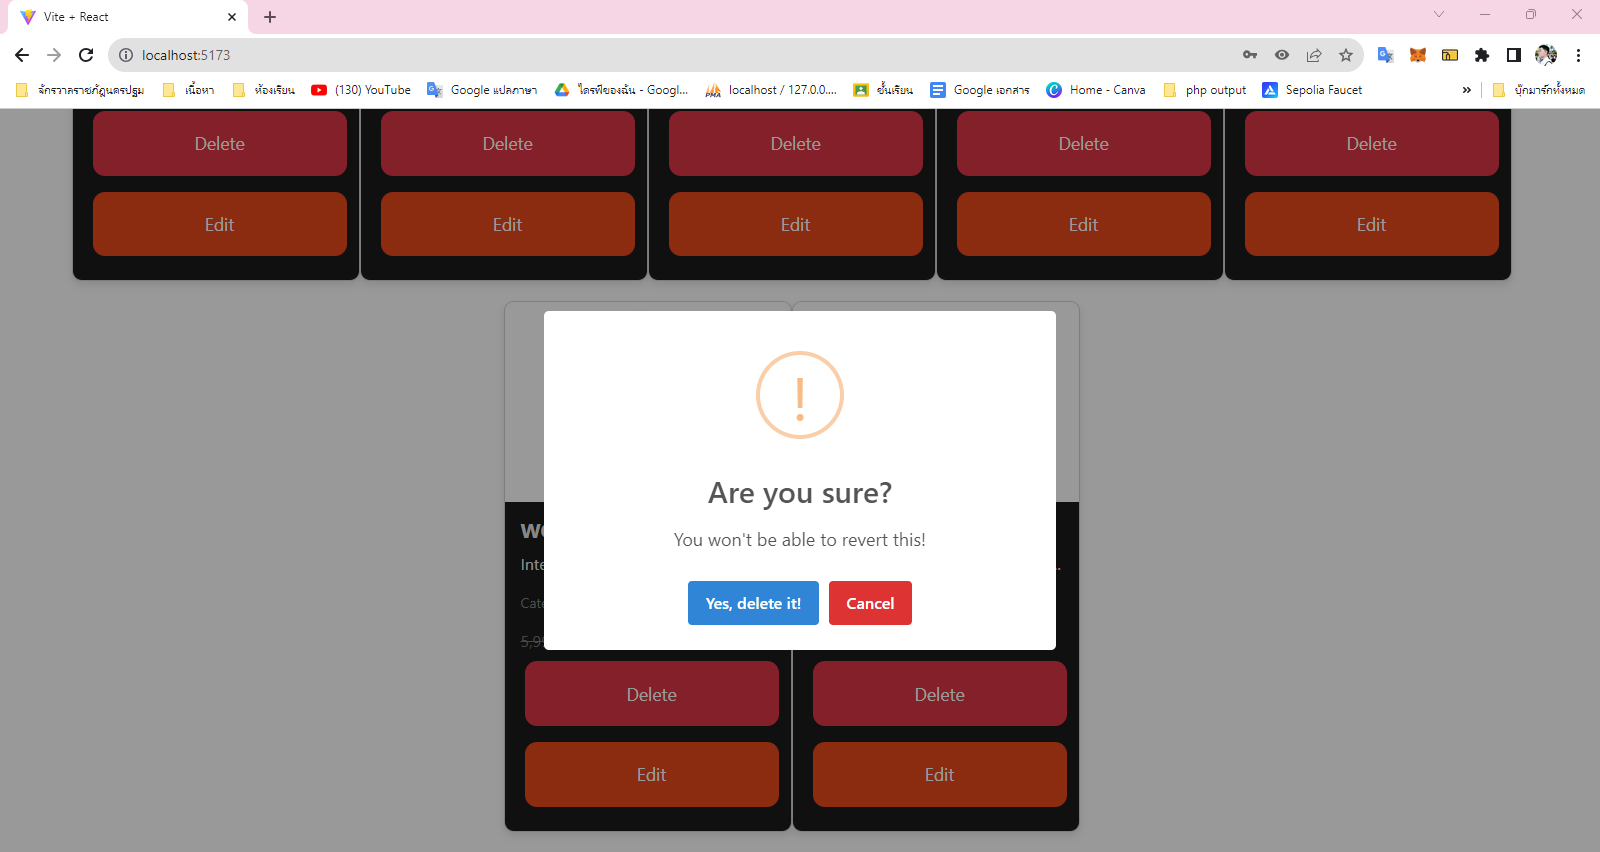 Vite + React
localhost:5173
จักรวาลราชภัฏนครปฐม
เนื้อหา
ห้องเรียน
(130) YouTube
Google แปลภาษา
ไดรฟ์ของฉัน - Googl...
localhost / 127.0.0....
ชั้นเรียน
Google เอกสาร
Home - Canva
php output
Sepolia Faucet
»
บุ๊กมาร์กทั้งหมด
Delete
Delete
Delete
Delete
Delete
Edit
Edit
Edit
Edit
Edit
!
Are you sure?
You won't be able to revert this!
Yes, delete it!
Cancel
Inte
Cate
5,9
Delete
Delete
Edit
Edit